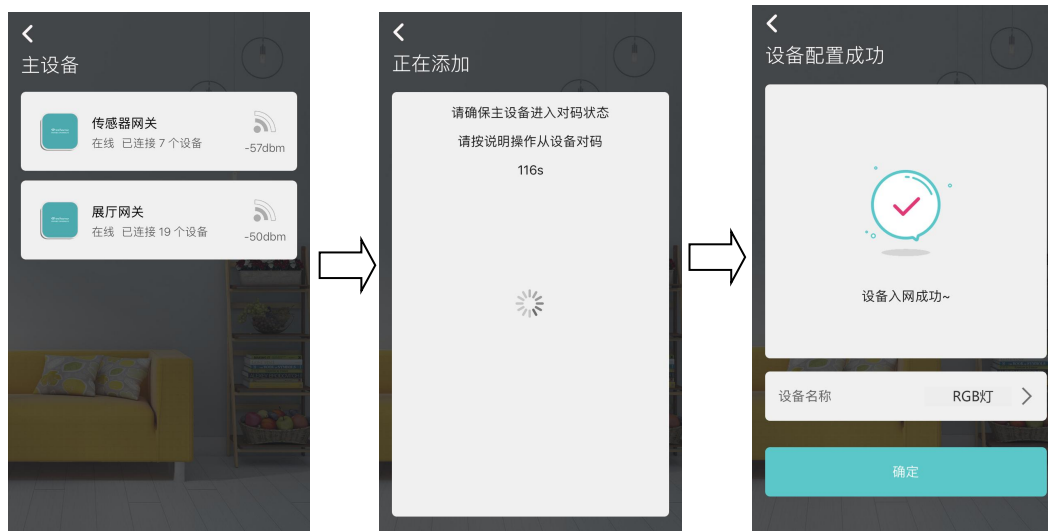 主设备
传感器网关
在线 已连接 7 个设备
-57dbm
展厅网关
在线 已连接 19 个设备
-50dbm
正在添加
请确保主设备进入对码状态
请按说明操作从设备对码
116s
设备配置成功
设备入网成功~
设备名称
RGB灯
确定